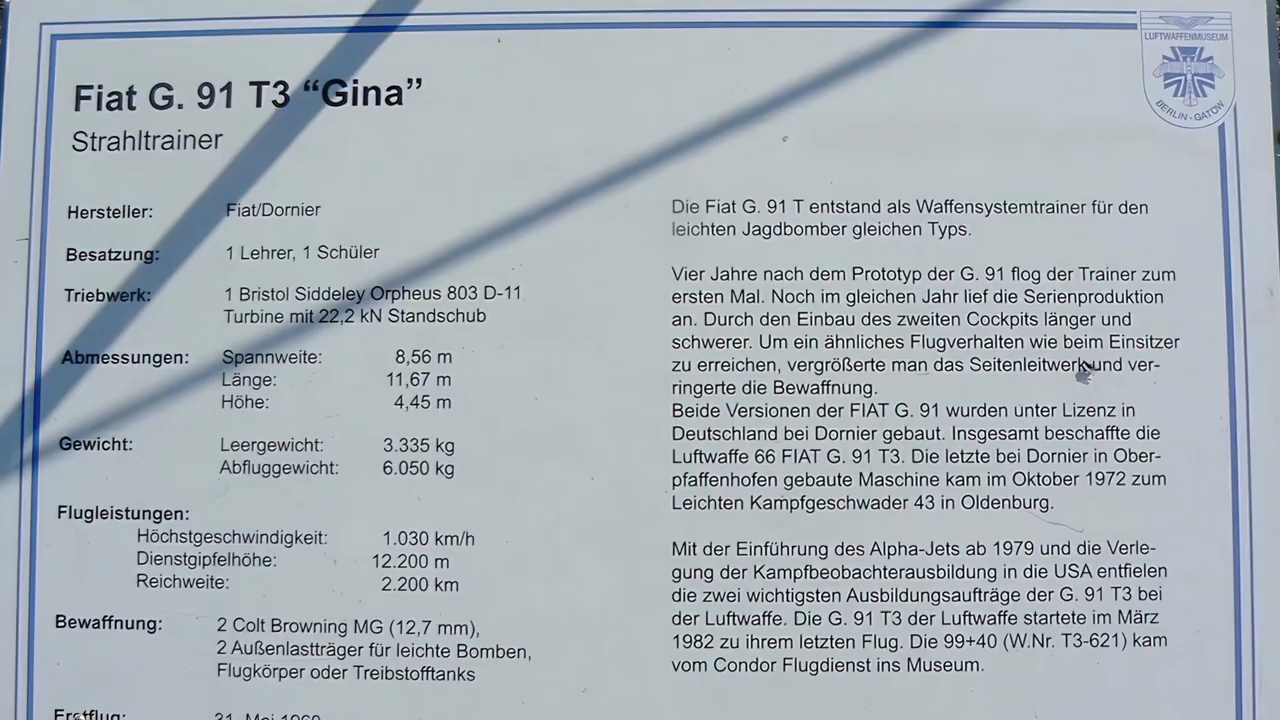 LUFTWAFFENMUSEUM
BERLIN - GATOW
Fiat G. 91 T3 “Gina”
Strahltrainer
Hersteller: Fiat/Dornier
Besatzung: 1 Lehrer, 1 Schüler
Triebwerk: 1 Bristol Siddeley Orpheus 803 D-11
Turbine mit 22,2 kN Standschub
Abmessungen: Spannweite: 8,56 m
Länge: 11,67 m
Höhe: 4,45 m
Gewicht: Leergewicht: 3.335 kg
Abfluggewicht: 6.050 kg
Flugleistungen:
Höchstgeschwindigkeit: 1.030 km/h
Dienstgipfelhöhe: 12.200 m
Reichweite: 2.200 km
Bewaffnung: 2 Colt Browning MG (12,7 mm),
2 Außenlastträger für leichte Bomben,
Flugkörper oder Treibstofftanks
Erstflug: 31. Mai 1960
Die Fiat G. 91 T entstand als Waffensystemtrainer für den
leichten Jagdbomber gleichen Typs.
Vier Jahre nach dem Prototyp der G. 91 flog der Trainer zum
ersten Mal. Noch im gleichen Jahr lief die Serienproduktion
an. Durch den Einbau des zweiten Cockpits länger und
schwerer. Um ein ähnliches Flugverhalten wie beim Einsitzer
zu erreichen, vergrößerte man das Seitenleitwerk und ver-
ringerte die Bewaffnung.
Beide Versionen der FIAT G. 91 wurden unter Lizenz in
Deutschland bei Dornier gebaut. Insgesamt beschaffte die
Luftwaffe 66 FIAT G. 91 T3. Die letzte bei Dornier in Ober-
pfaffenhofen gebaute Maschine kam im Oktober 1972 zum
Leichten Kampfgeschwader 43 in Oldenburg.
Mit der Einführung des Alpha-Jets ab 1979 und die Verle-
gung der Kampfbeobachterausbildung in die USA entfielen
die zwei wichtigsten Ausbildungsaufträge der G. 91 T3 bei
der Luftwaffe. Die G. 91 T3 der Luftwaffe startete im März
1982 zu ihrem letzten Flug. Die 99+40 (W.Nr. T3-621) kam
vom Condor Flugdienst ins Museum.